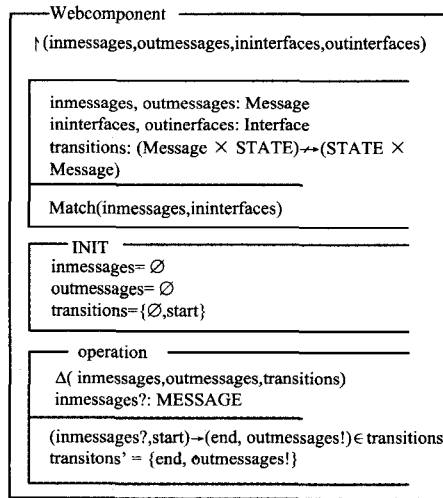 Webcomponent
↾(inmessages,outmessages,ininterfaces,outinterfaces)
inmessages, outmessages: Message
ininterfaces, outinerfaces: Interface
transitions: (Message × STATE)⇸(STATE ×
Message)
Match(inmessages,ininterfaces)
INIT
inmessages= ∅
outmessages= ∅
transitions={∅,start}
operation
Δ( inmessages,outmessages,transitions)
inmessages?: MESSAGE
(inmessages?,start)→(end, outmessages!)∈transitions
transitons' = {end, outmessages!}